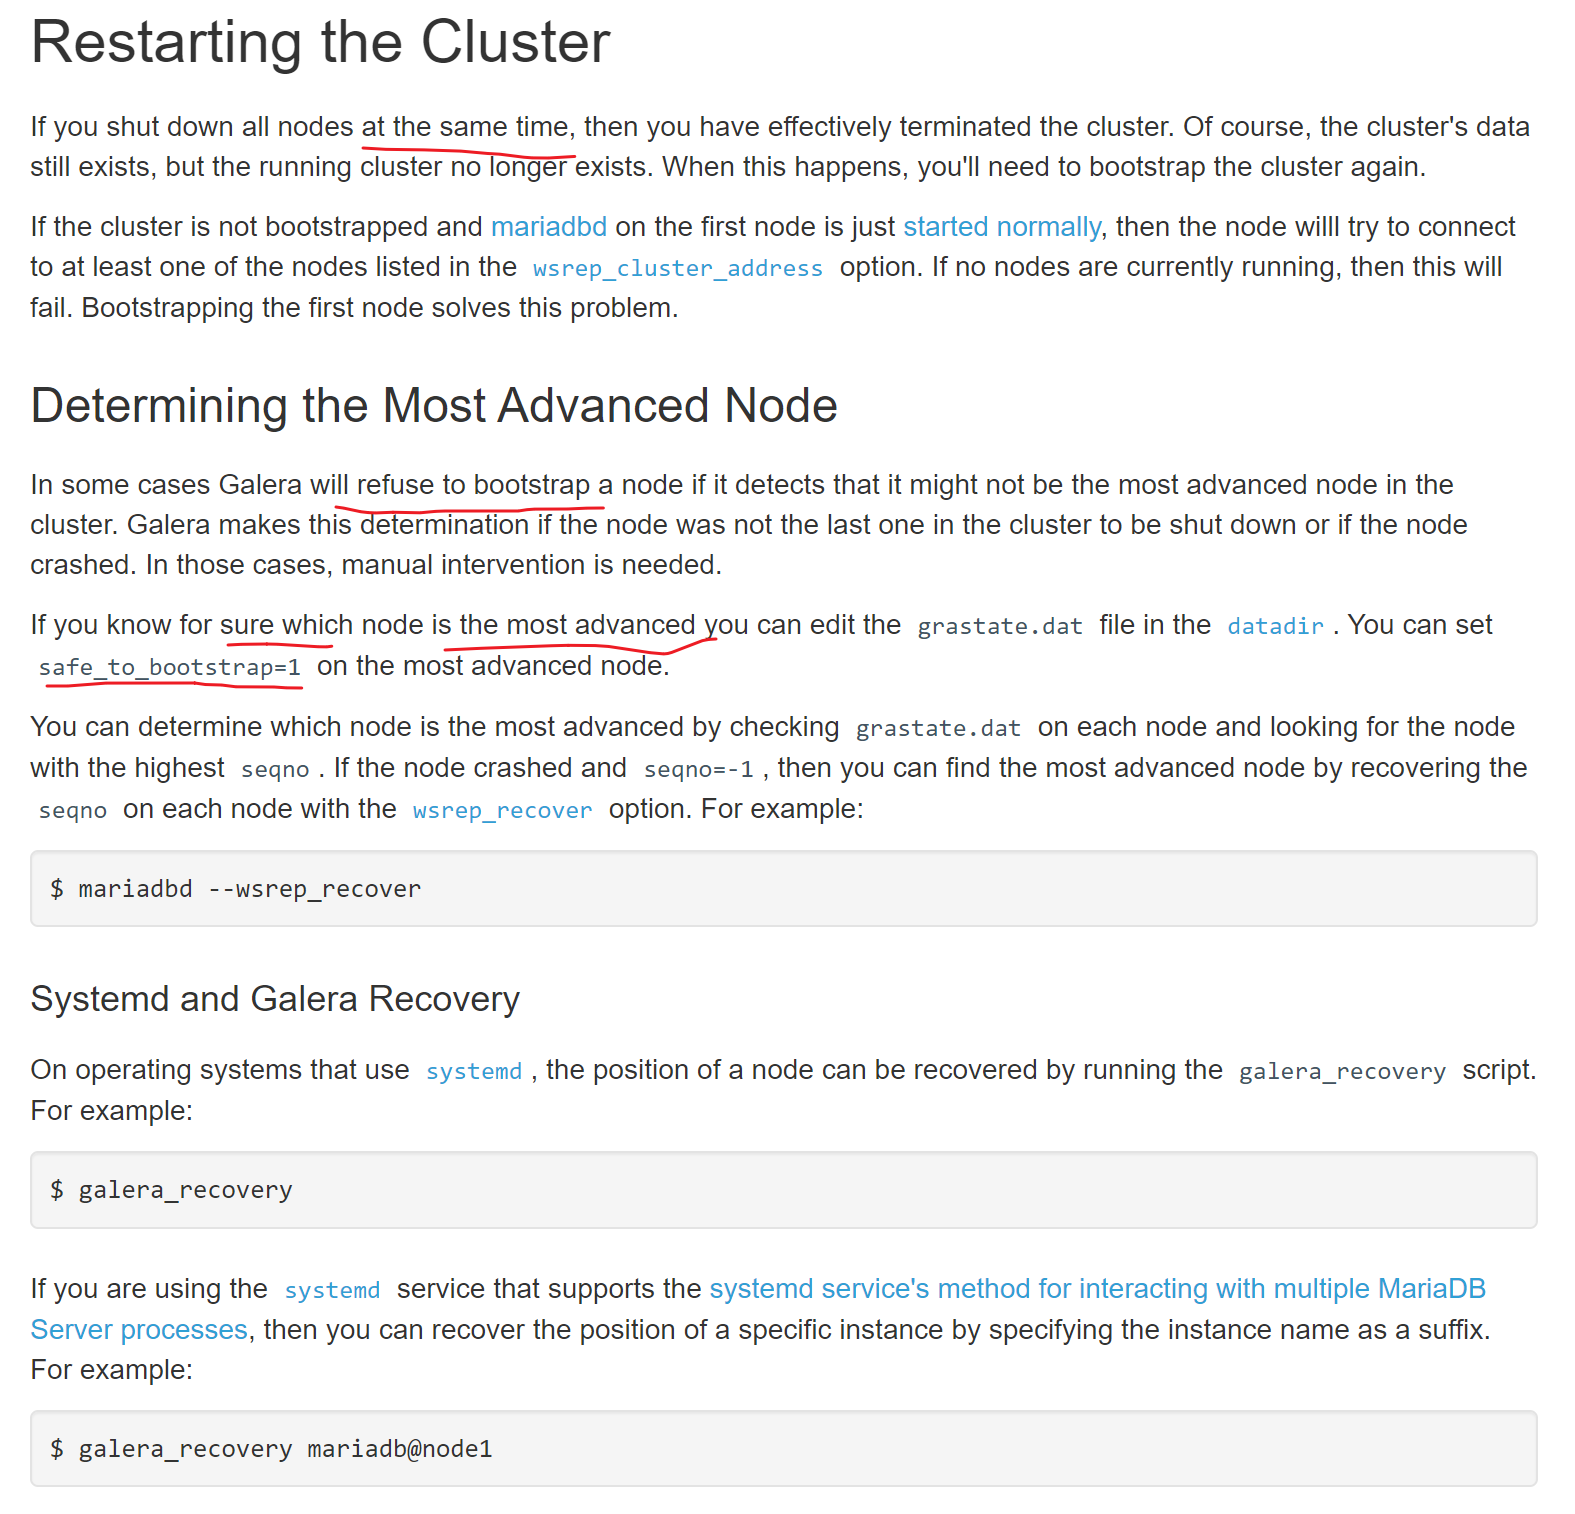 Restarting the Cluster
If you shut down all nodes at the same time, then you have effectively terminated the cluster. Of course, the cluster's data
still exists, but the running cluster no longer exists. When this happens, you'll need to bootstrap the cluster again.
If the cluster is not bootstrapped and mariadbd on the first node is just started normally, then the node willl try to connect
to at least one of the nodes listed in the wsrep_cluster_address option. If no nodes are currently running, then this will
fail. Bootstrapping the first node solves this problem.
Determining the Most Advanced Node
In some cases Galera will refuse to bootstrap a node if it detects that it might not be the most advanced node in the
cluster. Galera makes this determination if the node was not the last one in the cluster to be shut down or if the node
crashed. In those cases, manual intervention is needed.
If you know for sure which node is the most advanced you can edit the grastate.dat file in the datadir . You can set
safe_to_bootstrap=1 on the most advanced node.
You can determine which node is the most advanced by checking grastate.dat on each node and looking for the node
with the highest seqno . If the node crashed and seqno=-1 , then you can find the most advanced node by recovering the
seqno on each node with the wsrep_recover option. For example:
$ mariadbd --wsrep_recover
Systemd and Galera Recovery
On operating systems that use systemd , the position of a node can be recovered by running the galera_recovery script.
For example:
$ galera_recovery
If you are using the systemd service that supports the systemd service's method for interacting with multiple MariaDB
Server processes, then you can recover the position of a specific instance by specifying the instance name as a suffix.
For example:
$ galera_recovery mariadb@node1